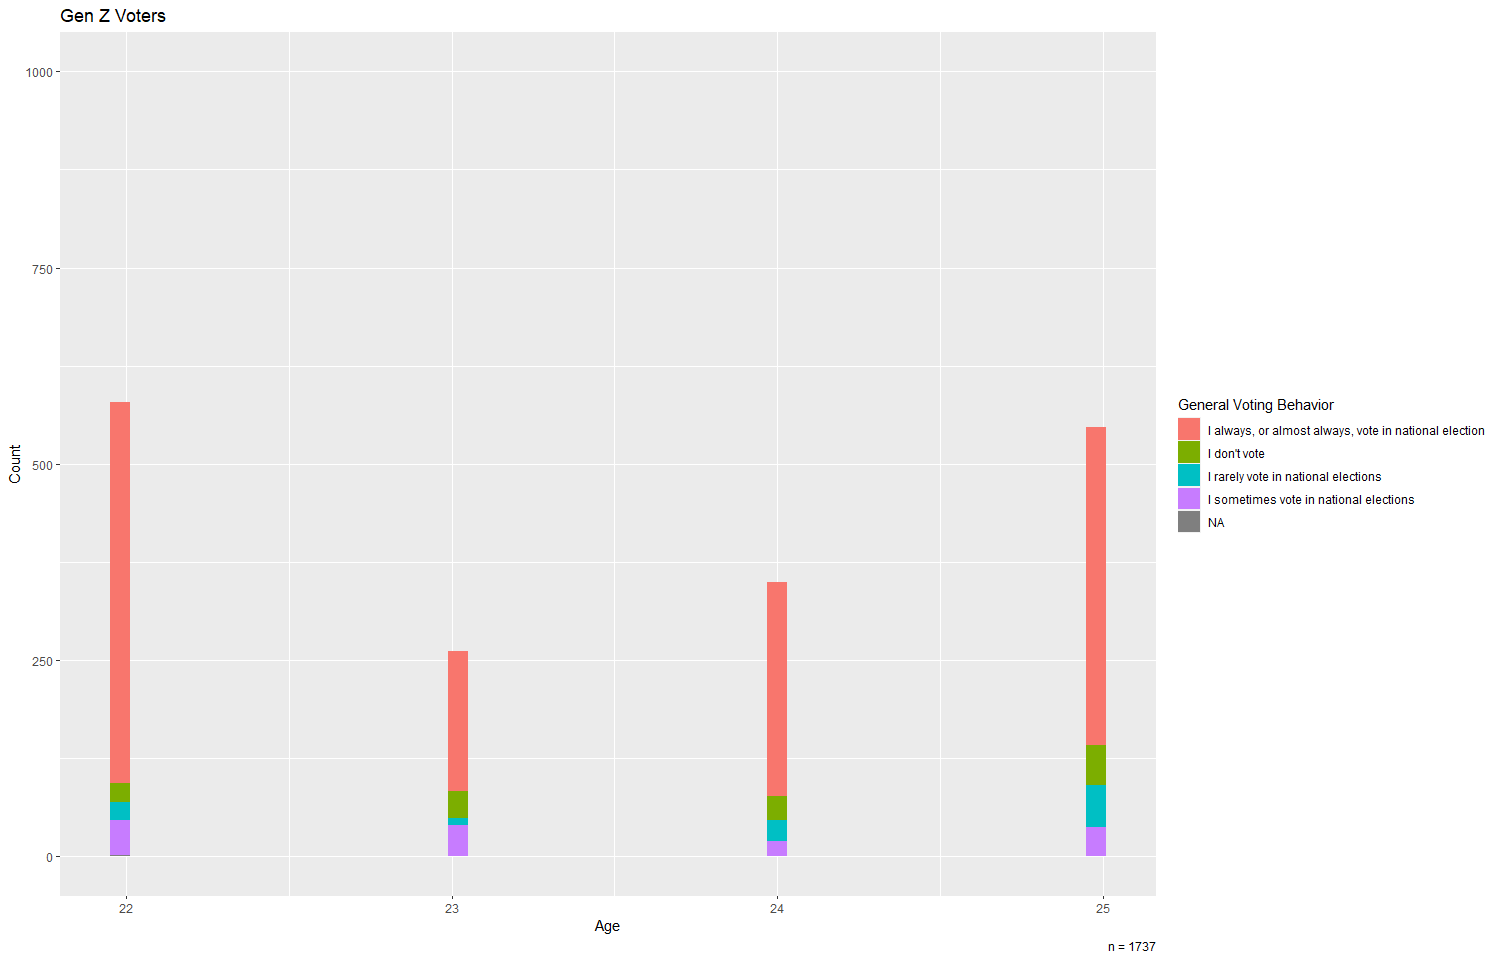 Gen Z Voters
1000
750
500
250
0
Count
22 23 24 25
Age
n = 1737
General Voting Behavior
I always, or almost always, vote in national election
I don't vote
I rarely vote in national elections
I sometimes vote in national elections
NA